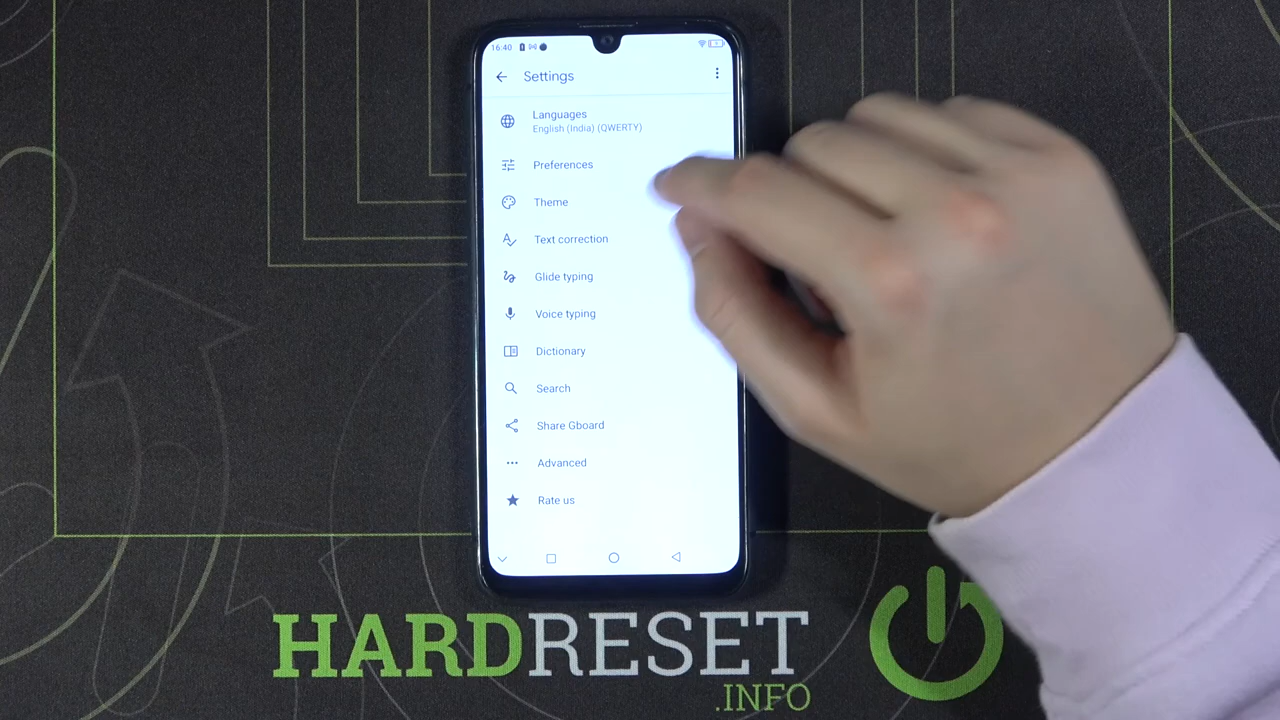 16:40
Settings
Languages
English (India) (QWERTY)
Preferences
Theme
Text correction
Glide typing
Voice typing
Dictionary
Search
Share Gboard
Advanced
Rate us
HARDRESET
.INFO